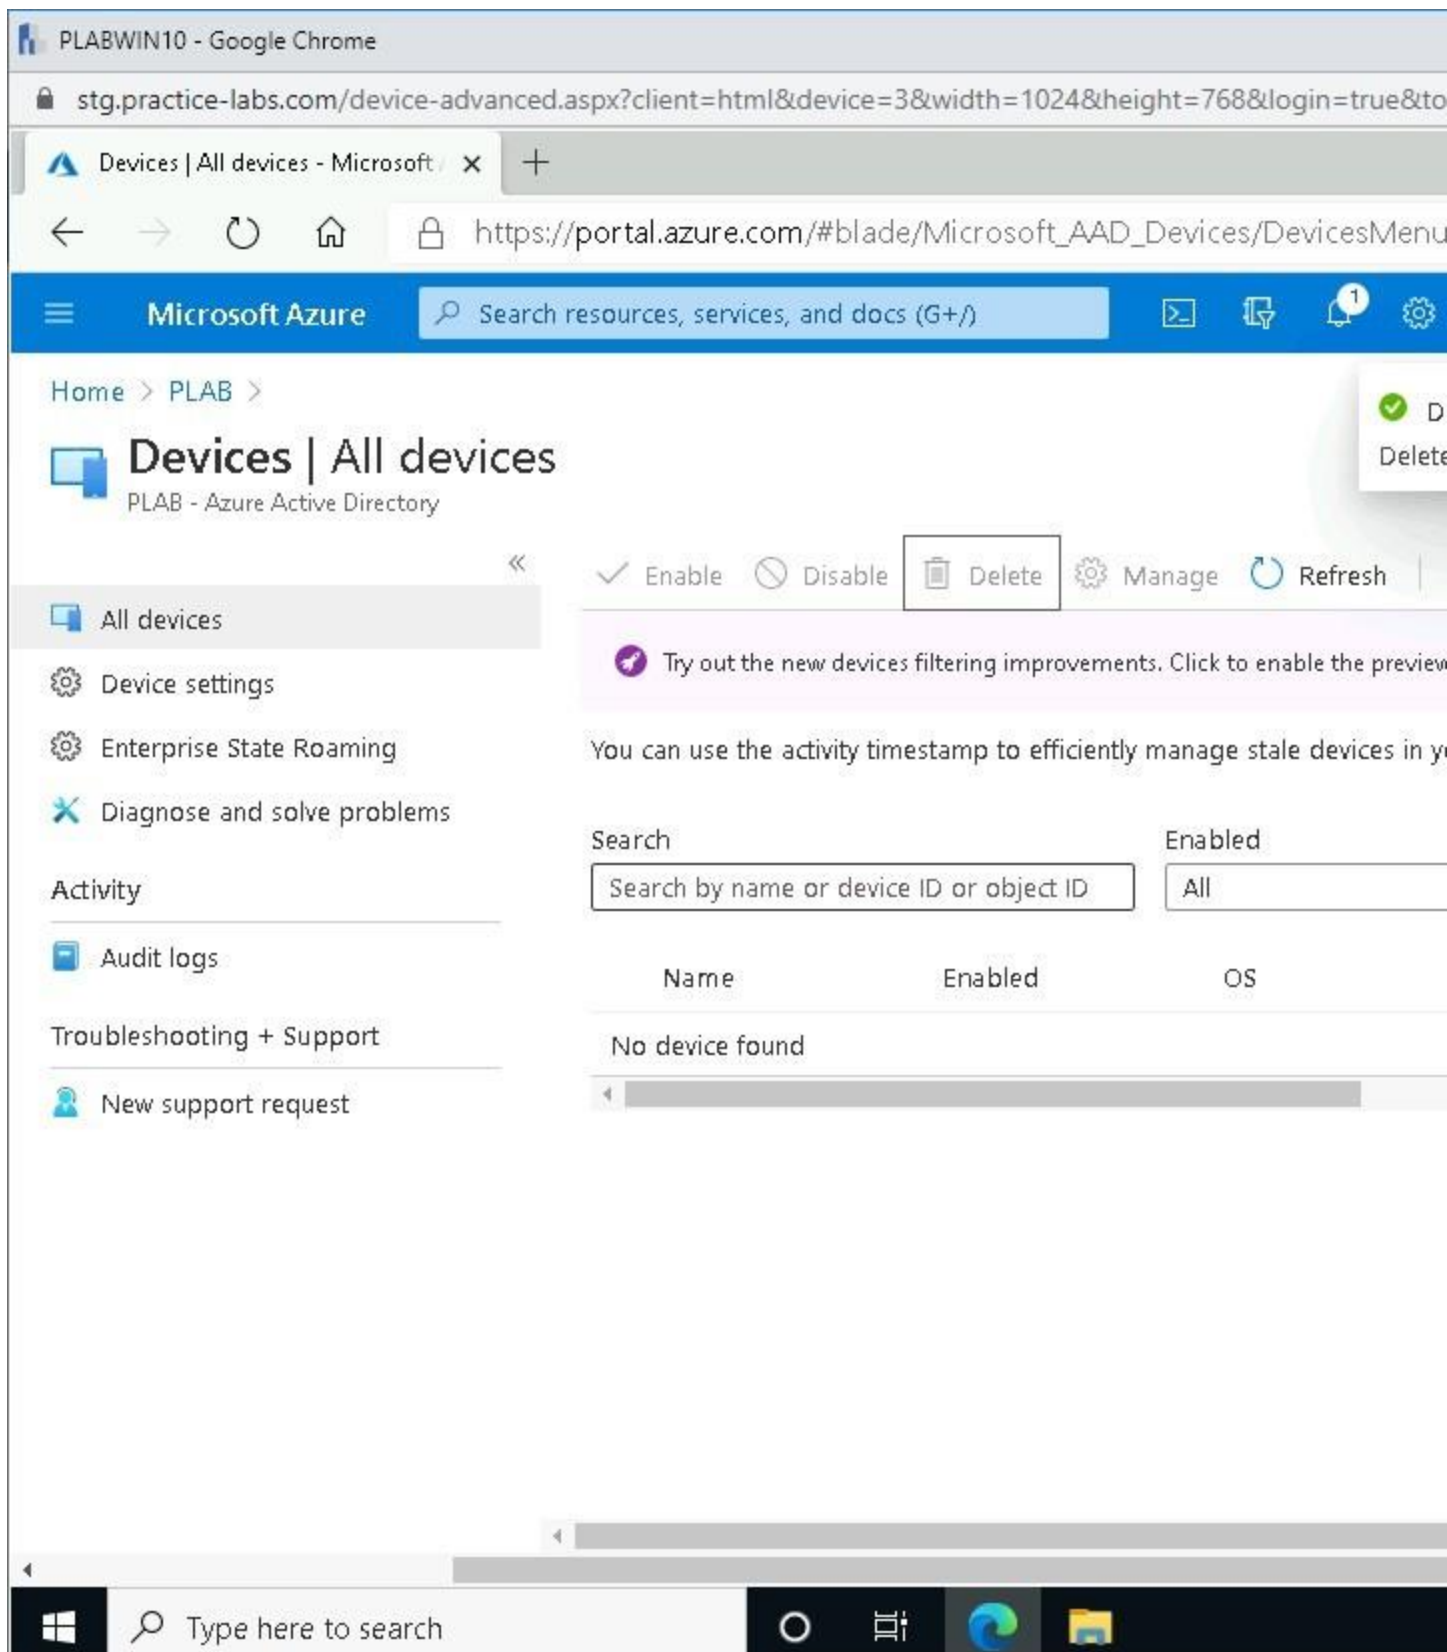 PLABWIN10 - Google Chrome
stg.practice-labs.com/device-advanced.aspx?client=html&device=3&width=1024&height=768&login=true&to
Devices | All devices - Microsoft
https://portal.azure.com/#blade/Microsoft_AAD_Devices/DevicesMenu
Microsoft Azure
Search resources, services, and docs (G+/)
1
Home > PLAB >
Devices | All devices
PLAB - Azure Active Directory
D
Delete
Enable Disable Delete Manage Refresh
All devices
Device settings
Enterprise State Roaming
Diagnose and solve problems
Activity
Audit logs
Troubleshooting + Support
New support request
Try out the new devices filtering improvements. Click to enable the preview
You can use the activity timestamp to efficiently manage stale devices in y
Search
Enabled
Search by name or device ID or object ID
All
Name Enabled OS
No device found
Type here to search